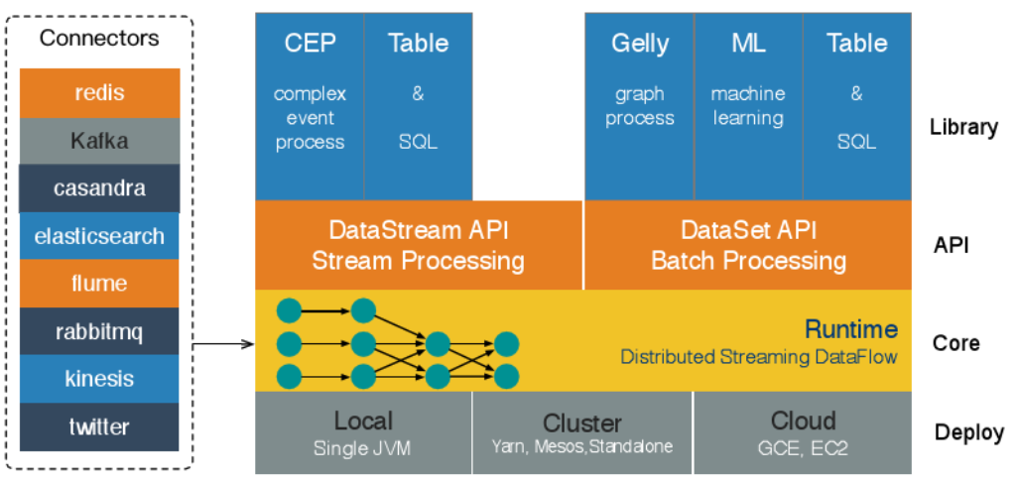 Connectors
redis
Kafka
casandra
elasticsearch
flume
rabbitmq
kinesis
twitter
CEP
complex
event
process
Table
&
SQL
Gelly
graph
process
ML
machine
learning
Table
&
SQL
Library
DataStream API
Stream Processing
DataSet API
Batch Processing
API
Runtime
Distributed Streaming DataFlow
Core
Local
Single JVM
Cluster
Yarn, Mesos,Standalone
Cloud
GCE, EC2
Deploy